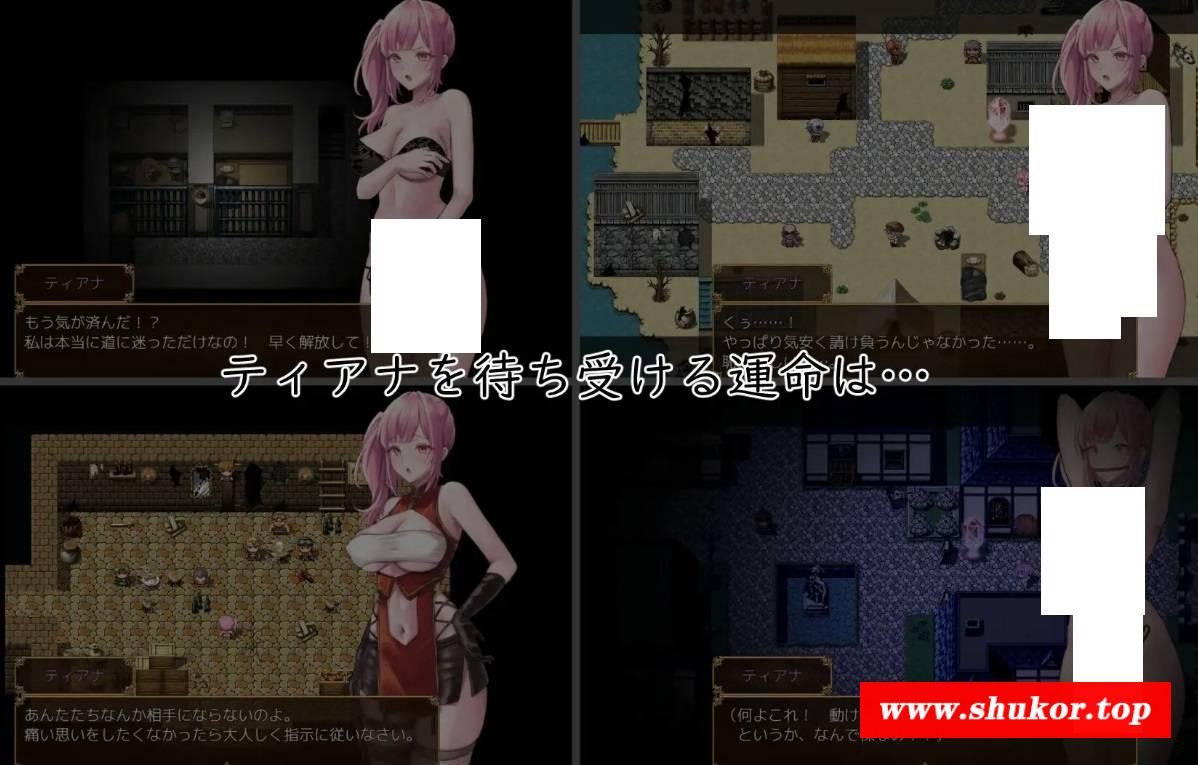 ティアナ
もう気が済んだ！？
私は本当に道に迷っただけなの！　早く解放して！
ティアナ
くぅ……！
やっぱり気安く請け負うんじゃなかった……。
ティアナを待ち受ける運命は…
ティアナ
あんたたちなんか相手にならないのよ。
痛い思いをしたくなかったら大人しく指示に従いなさい。
ティアナ
（何よこれ！　動け
というか、なんで
www.shukor.top